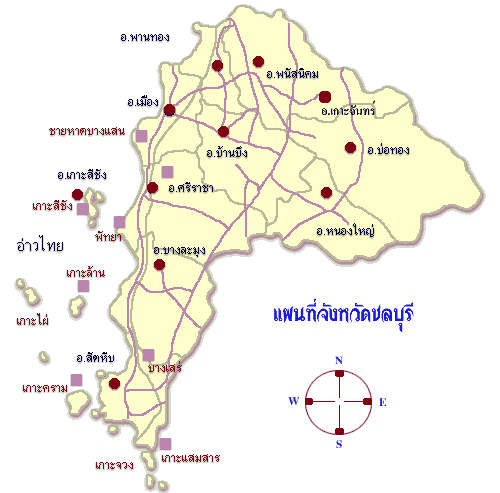 อ.พานทอง
อ.พนัสนิคม
อ.เมือง
อ.เกาะจันทร์
ชายหาดบางแสน
อ.บ้านบึง
อ.บ่อทอง
อ.เกาะสีชัง
อ.ศรีราชา
เกาะสีชัง
พัทยา
อ.หนองใหญ่
อ่าวไทย
อ.บางละมุง
เกาะล้าน
เกาะไผ่
แผนที่จังหวัดชลบุรี
อ.สัตหีบ
บางเสร่
N
เกาะคราม
W
E
S
เกาะจวง
เกาะแสมสาร